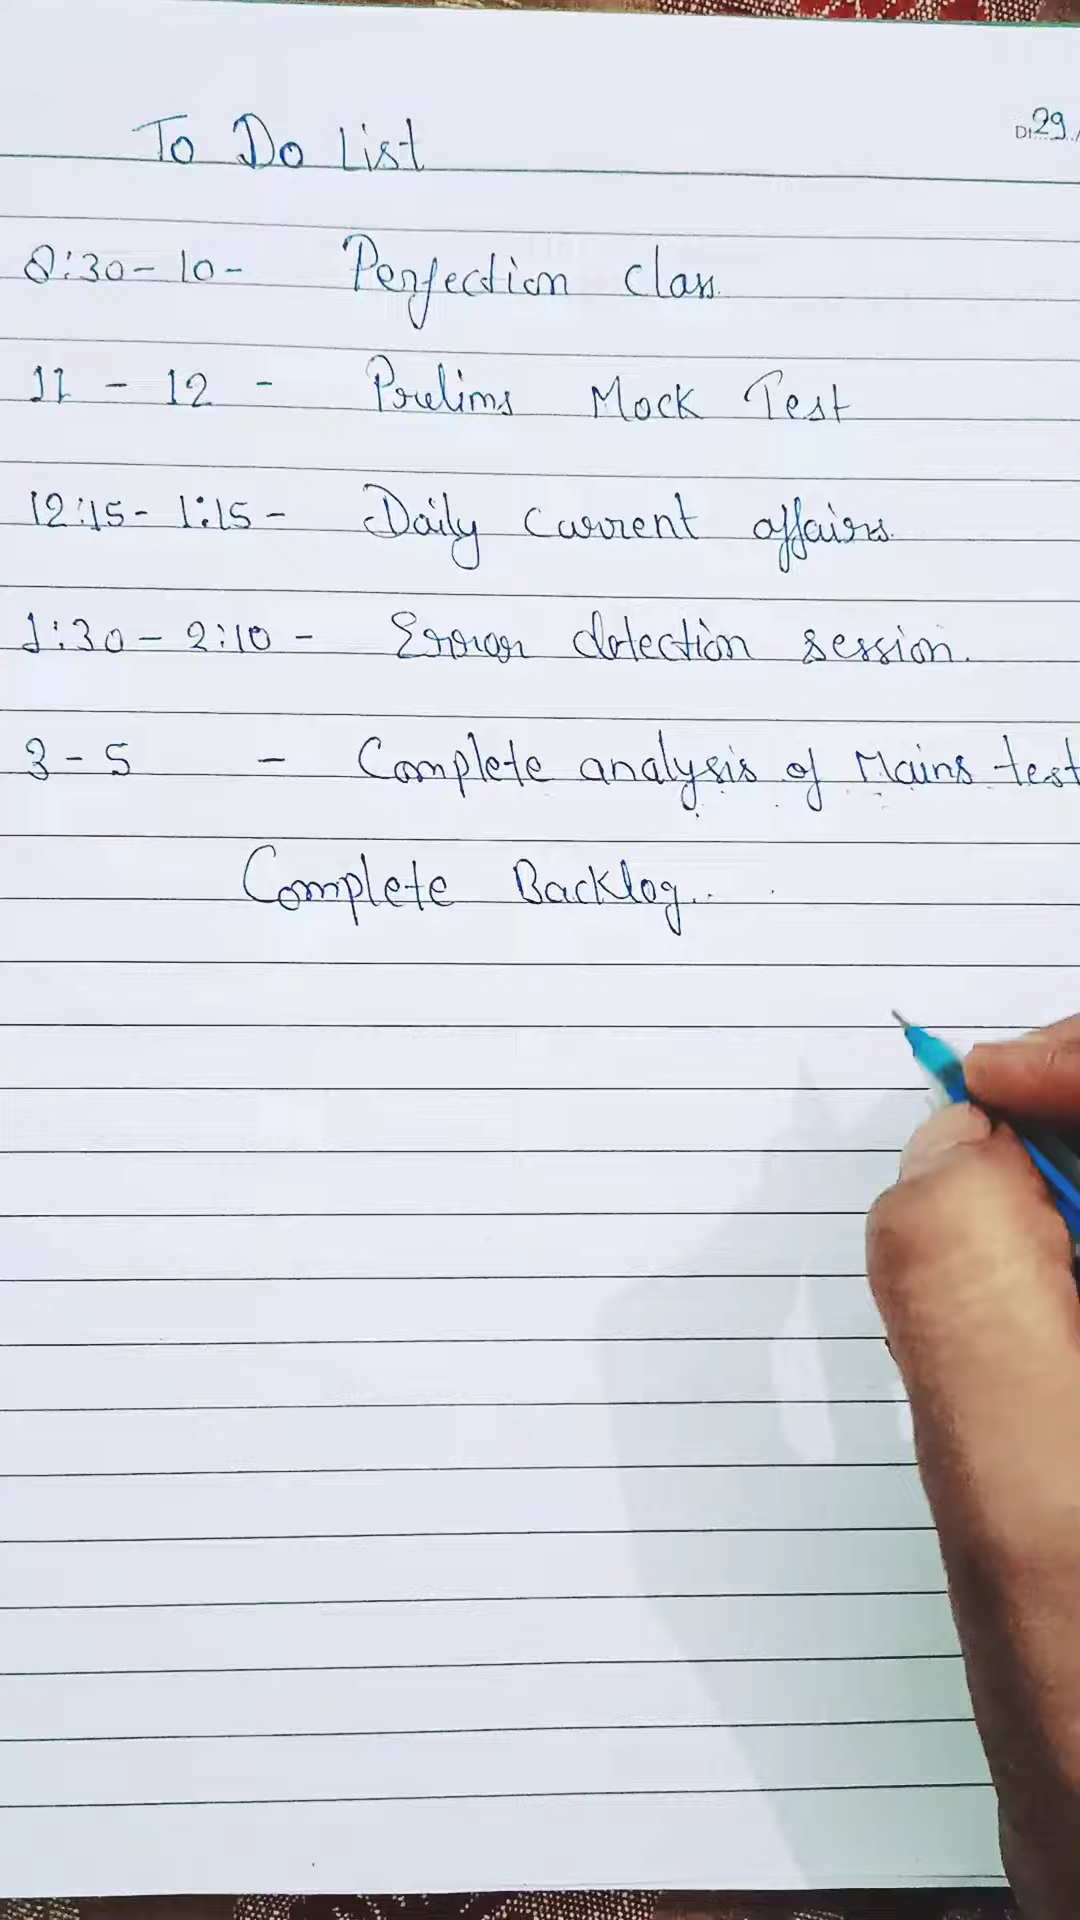 To Do List
Dt.29./
8:30 - 10 - Perfection Class.
11 - 12 - Prelims Mock Test
12:15 - 1:15 - Daily Current affairs.
1:30 - 2:10 - Error detection session.
3 - 5 - Complete analysis of Mains test
Complete Backlog..